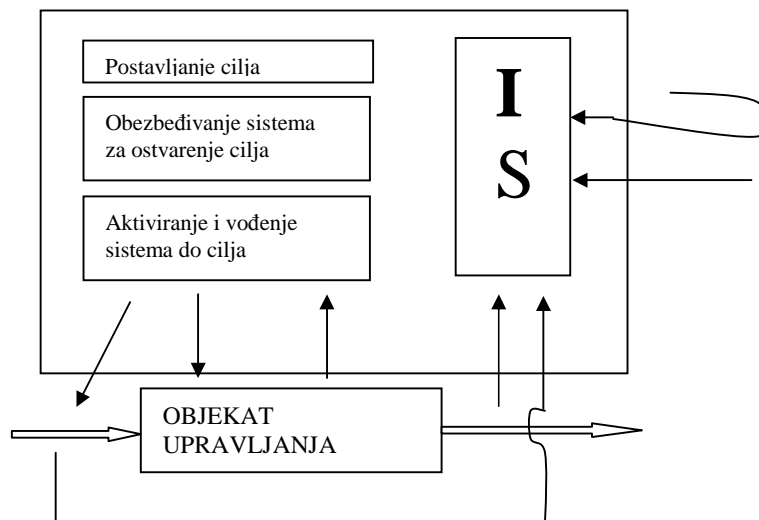 Postavljanje cilja
Obezbeđivanje sistema
za ostvarenje cilja
Aktiviranje i vođenje
sistema do cilja
I
S
OBJEKAT
UPRAVLJANJA